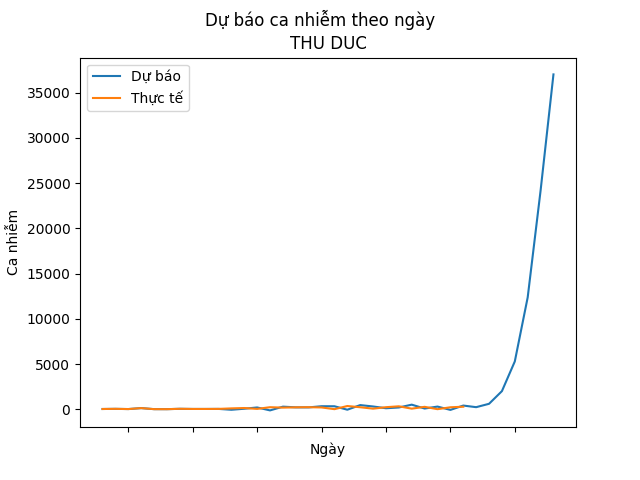 Dự báo ca nhiễm theo ngày
THU DUC
Dự báo
Thực tế
35000
30000
25000
20000
15000
10000
5000
0
Ca nhiễm
Ngày